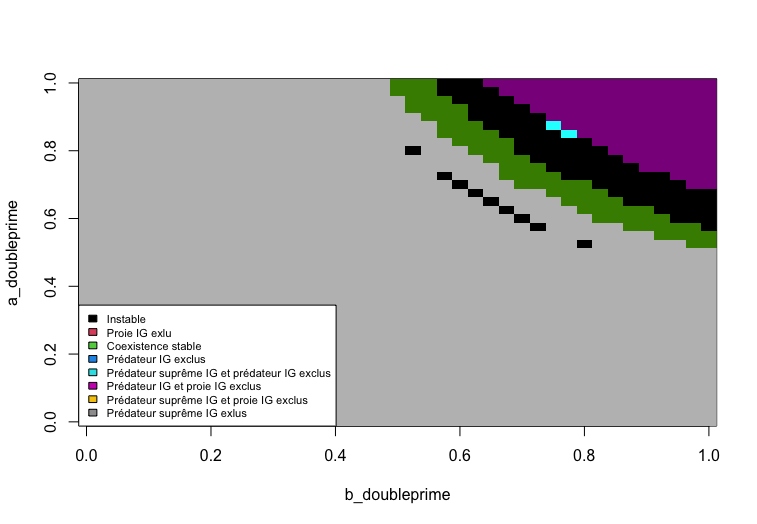 a_doubleprime
1.0
0.8
0.6
0.4
0.2
0.0
Instable
Proie IG exlu
Coexistence stable
Prédateur IG exclus
Prédateur suprême IG et prédateur IG exclus
Prédateur IG et proie IG exclus
Prédateur suprême IG et proie IG exclus
Prédateur suprême IG exlus
0.0 0.2 0.4 0.6 0.8 1.0
b_doubleprime